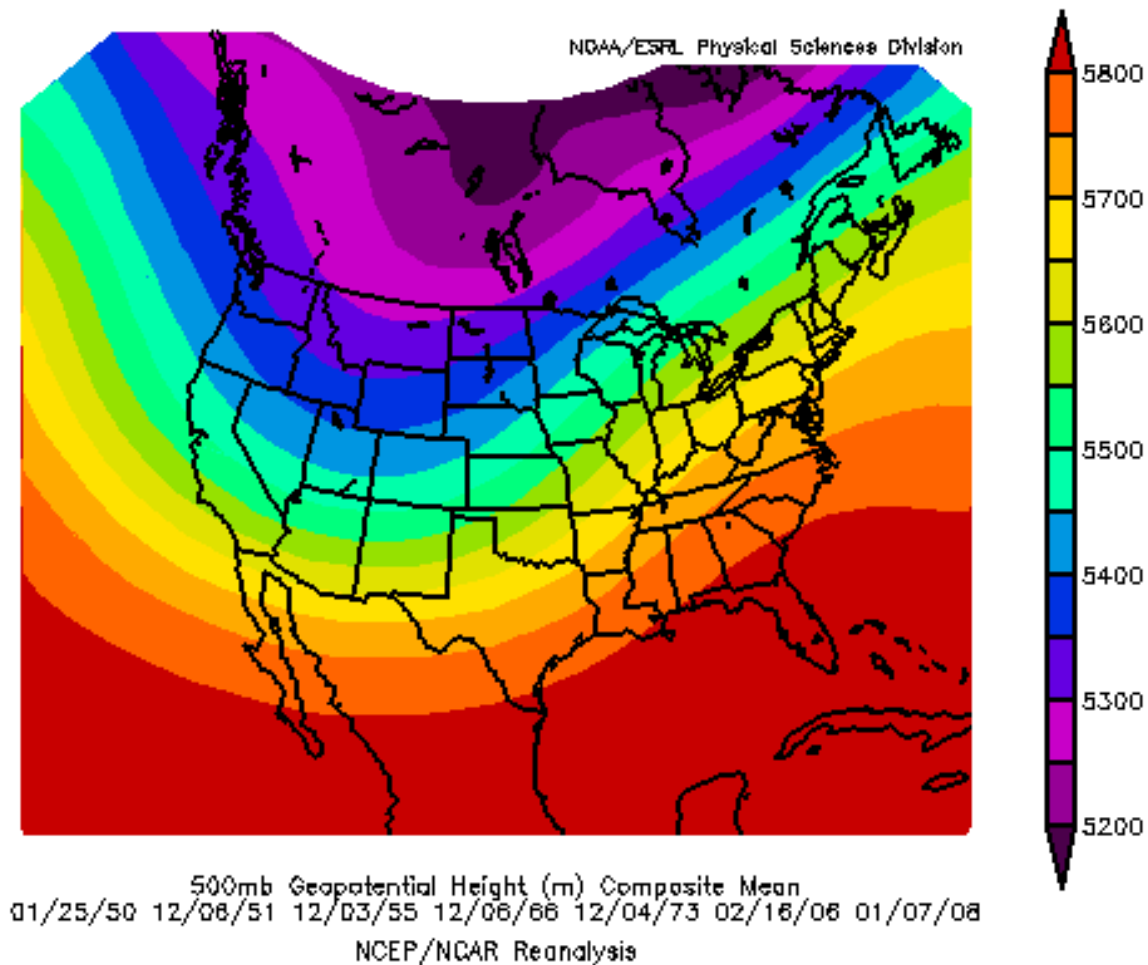 NOAA/ESRL Physical Sciences Division
5800
5700
5600
5500
5400
5300
5200
500mb Geopotential Height (m) Composite Mean
01/25/50 12/06/51 12/03/55 12/06/66 12/04/73 02/16/06 01/07/08
NCEP/NCAR Reanalysis